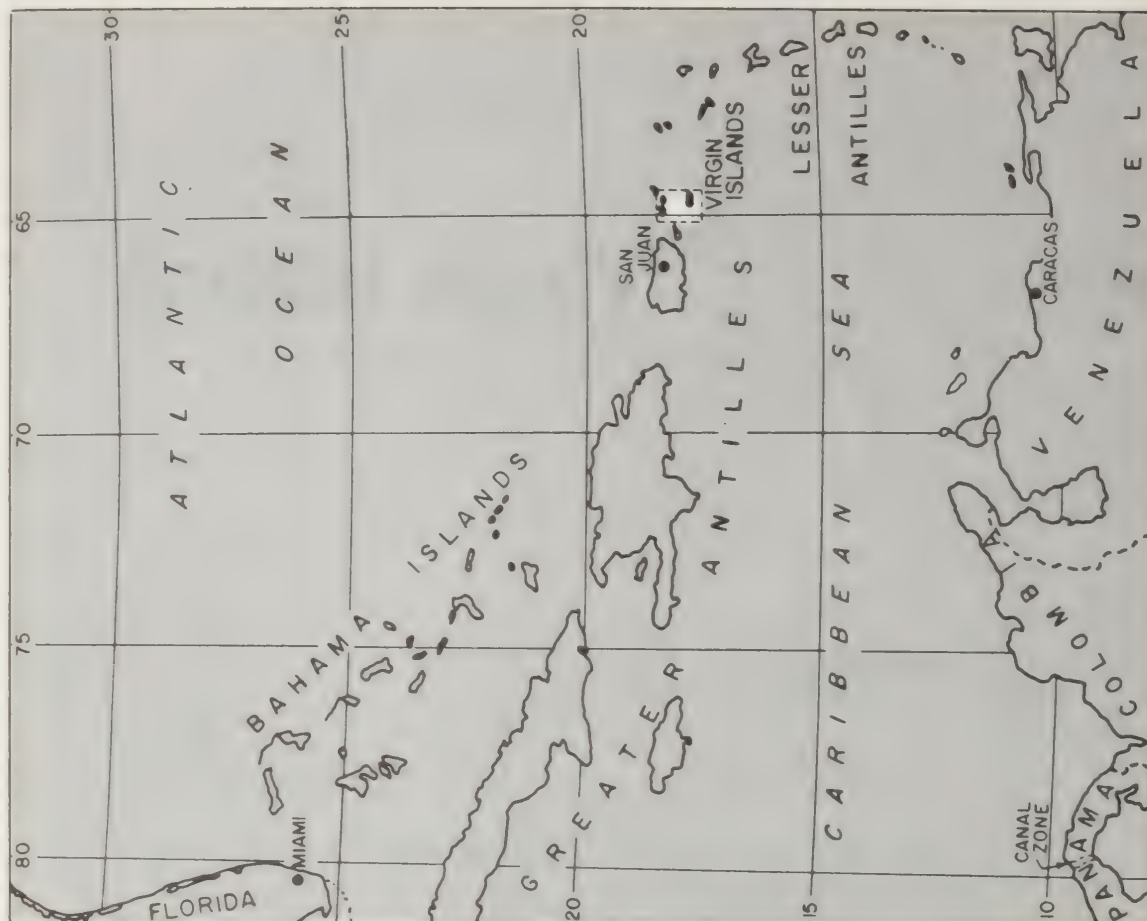 80
75
70
65
30
25
20
20
15
10
ATLANTIC
OCEAN
FLORIDA
MIAMI
BAHAMA ISLANDS
GREATER ANTILLES
SAN
JUAN
VIRGIN
ISLANDS
LESSER
ANTILLES
CARIBBEAN SEA
CANAL
ZONE
PANAMA
COLOMBIA
VENEZUELA
CARACAS